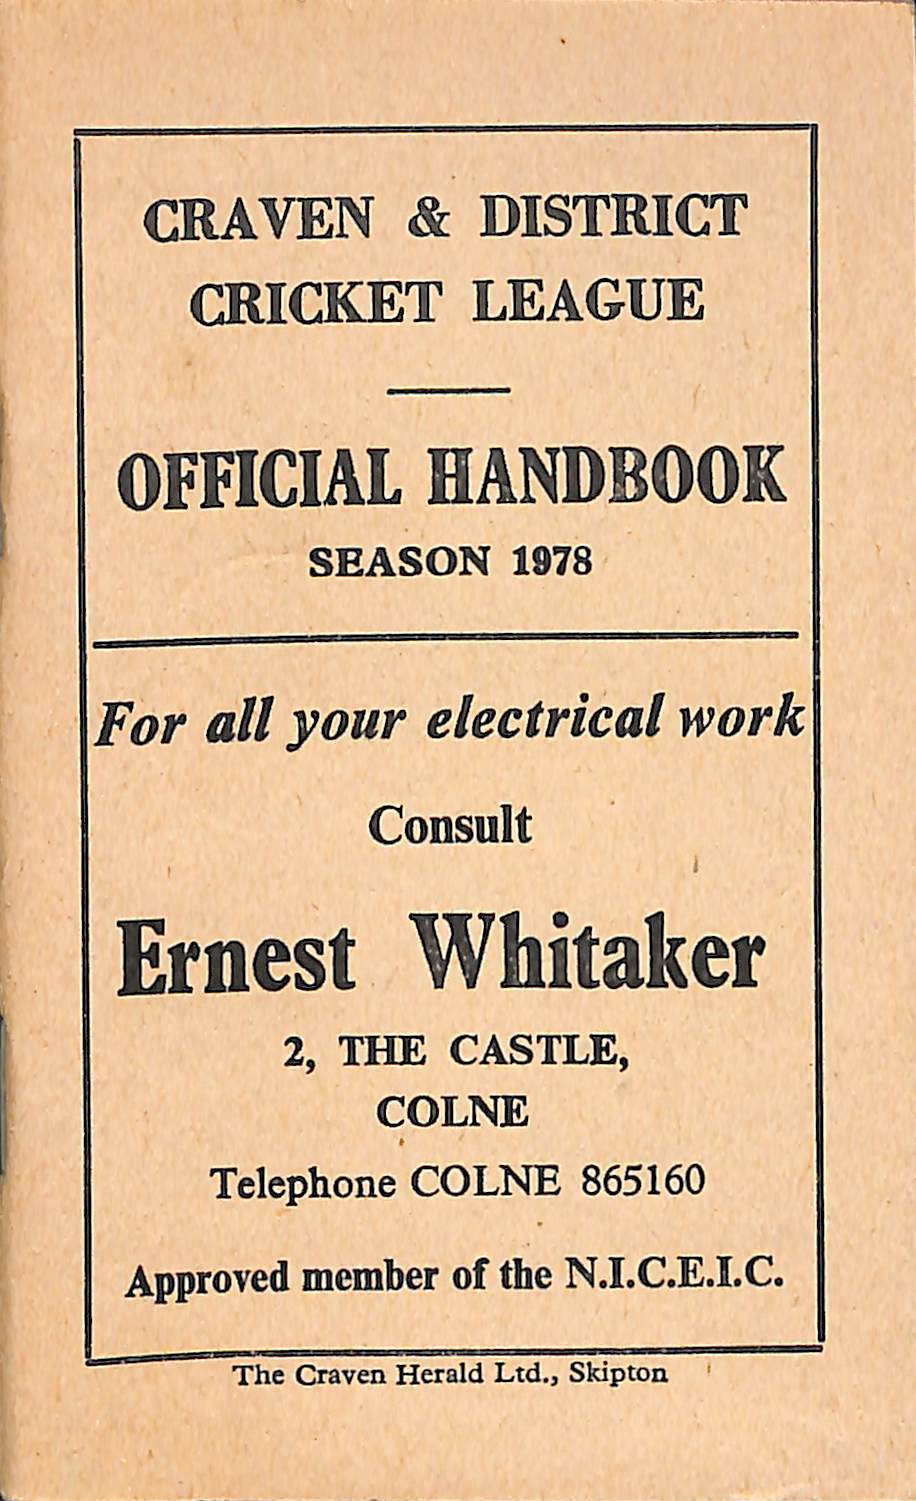 CRAVEN & DISTRICT
CRICKET LEAGUE
OFFICIAL HANDBOOK
SEASON 1978
For all your electrical work
Consult
Ernest Whitaker
2, THE CASTLE,
COLNE
Telephone COLNE 865160
Approved member of the N.I.C.E.I.C.
The Craven Herald Ltd., Skipton